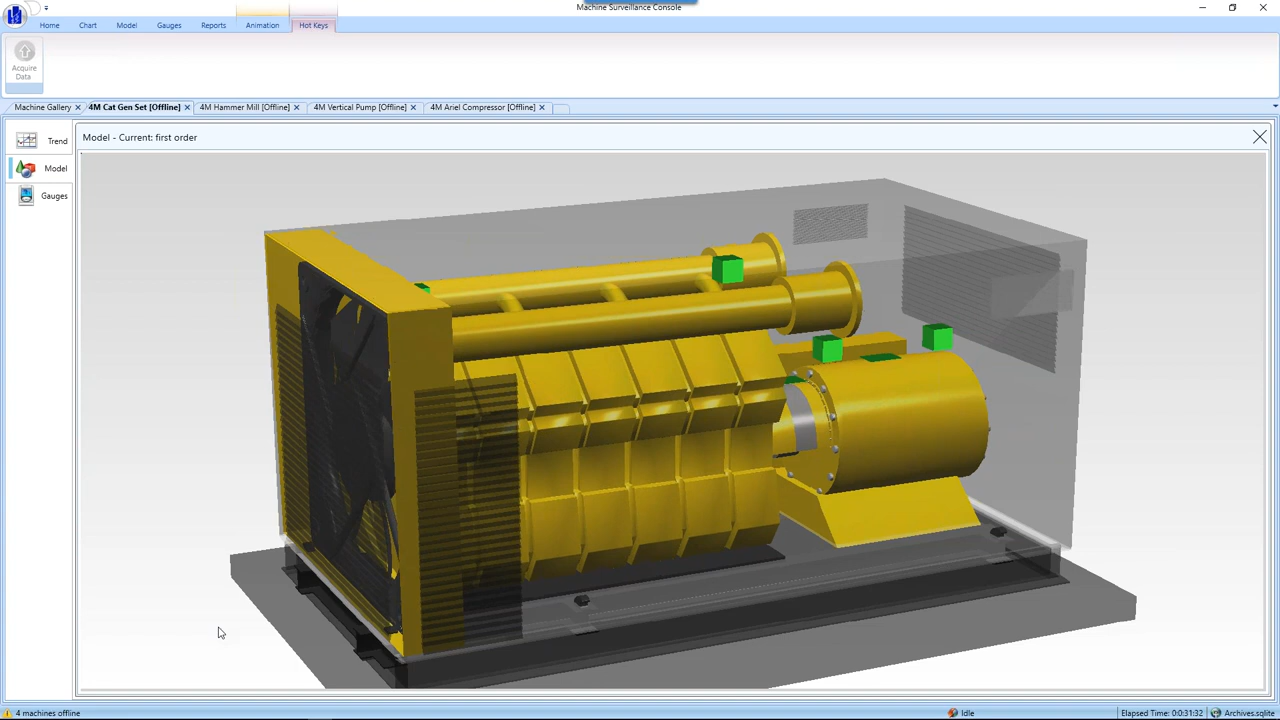 Machine Surveillance Console
Home Chart Model Gauges Reports Animation Hot Keys
Acquire
Data
Machine Gallery 4M Cat Gen Set [Offline] 4M Hammer Mill [Offline] 4M Vertical Pump [Offline] 4M Ariel Compressor [Offline]
Trend
Model - Current: first order
Model
Gauges
4 machines offline Idle Elapsed Time: 0:0:31:32 Archives.sqlite